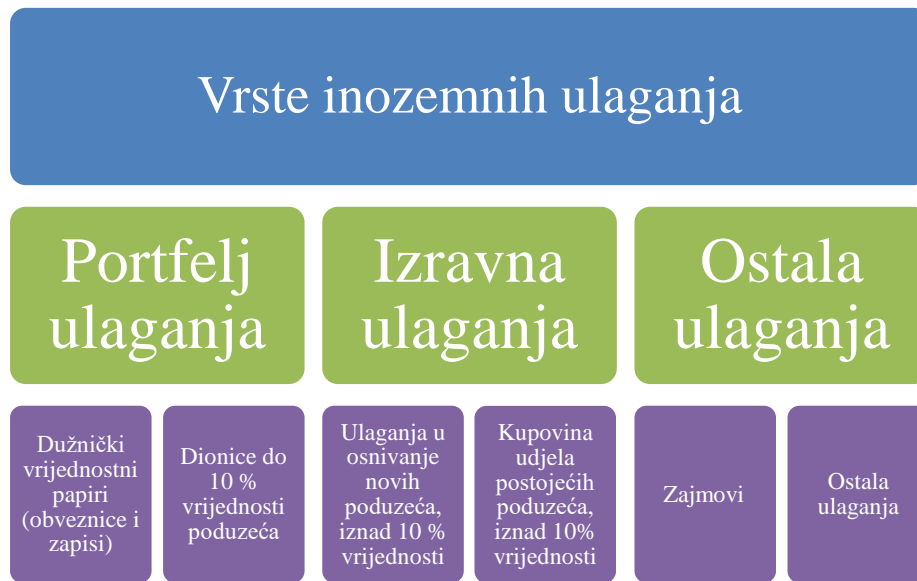 Vrste inozemnih ulaganja
Portfelj
ulaganja
Izravna
ulaganja
Ostala
ulaganja
Dužnički
vrijednostni
papiri
(obveznice i
zapisi)
Dionice do
10 %
vrijednosti
poduzeća
Ulaganja u
osnivanje
novih
poduzeća,
iznad 10 %
vrijednosti
Kupovina
udjela
postojećih
poduzeća,
iznad 10%
vrijednosti
Zajmovi
Ostala
ulaganja